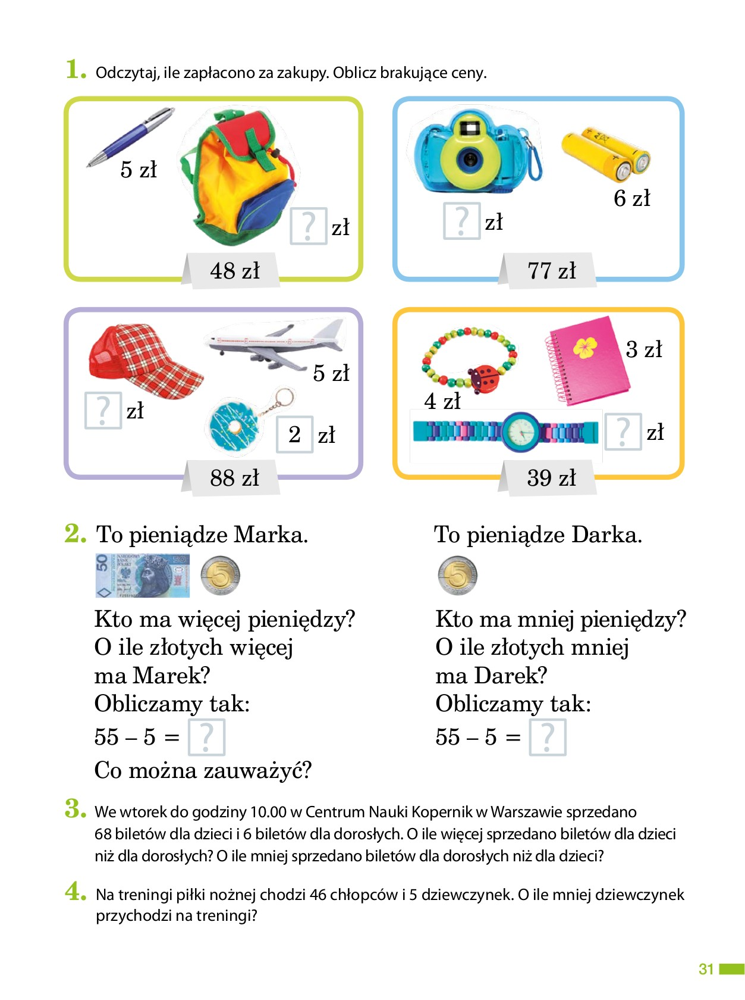 1. Odczytaj, ile zapłacono za zakupy. Oblicz brakujące ceny.
5 zł
? zł
48 zł
? zł
6 zł
77 zł
? zł
5 zł
2 zł
88 zł
4 zł
3 zł
? zł
39 zł
2. To pieniądze Marka.
50
50
NARODOWY
BANK
POLSKI
5
Kto ma więcej pieniędzy?
O ile złotych więcej
ma Marek?
Obliczamy tak:
55 – 5 = ?
Co można zauważyć?
To pieniądze Darka.
5
Kto ma mniej pieniędzy?
O ile złotych mniej
ma Darek?
Obliczamy tak:
55 – 5 = ?
3. We wtorek do godziny 10.00 w Centrum Nauki Kopernik w Warszawie sprzedano
68 biletów dla dzieci i 6 biletów dla dorosłych. O ile więcej sprzedano biletów dla dzieci
niż dla dorosłych? O ile mniej sprzedano biletów dla dorosłych niż dla dzieci?
4. Na treningi piłki nożnej chodzi 46 chłopców i 5 dziewczynek. O ile mniej dziewczynek
przychodzi na treningi?
31